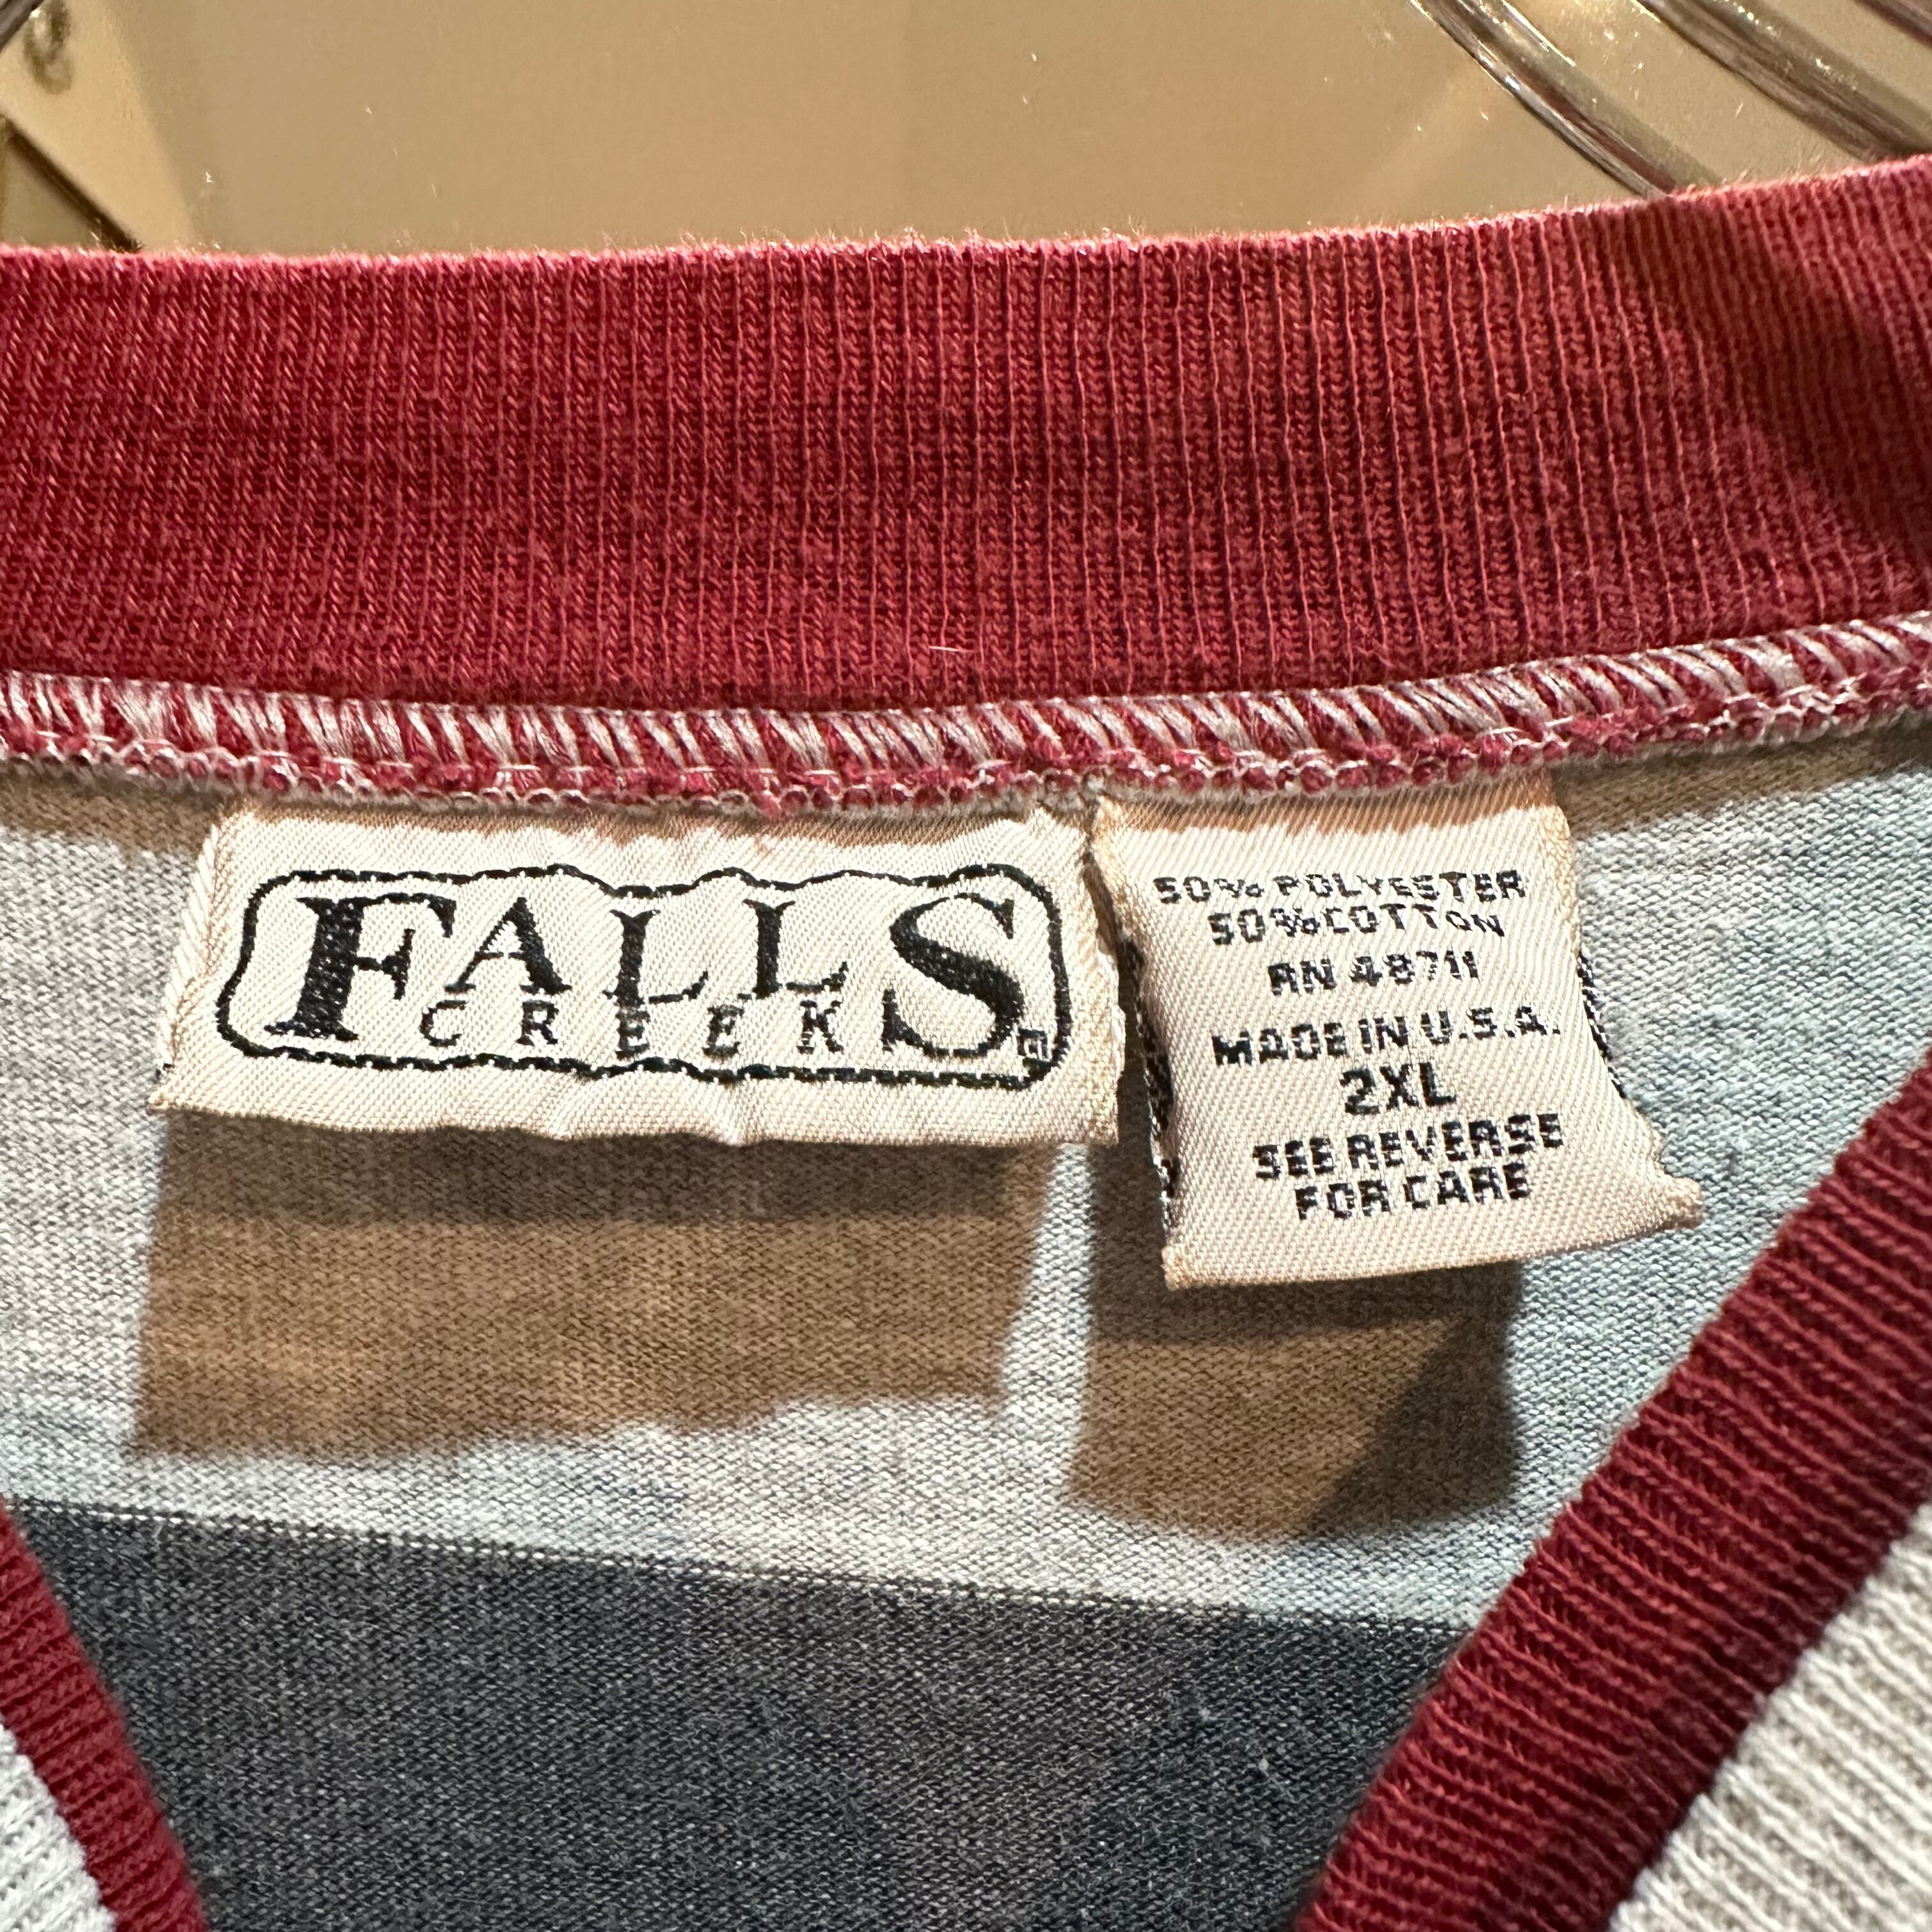 FALLS
CREEK
50% POLYESTER
50% COTTON
RN 48711
MADE IN U.S.A.
2XL
SEE REVERSE
FOR CARE